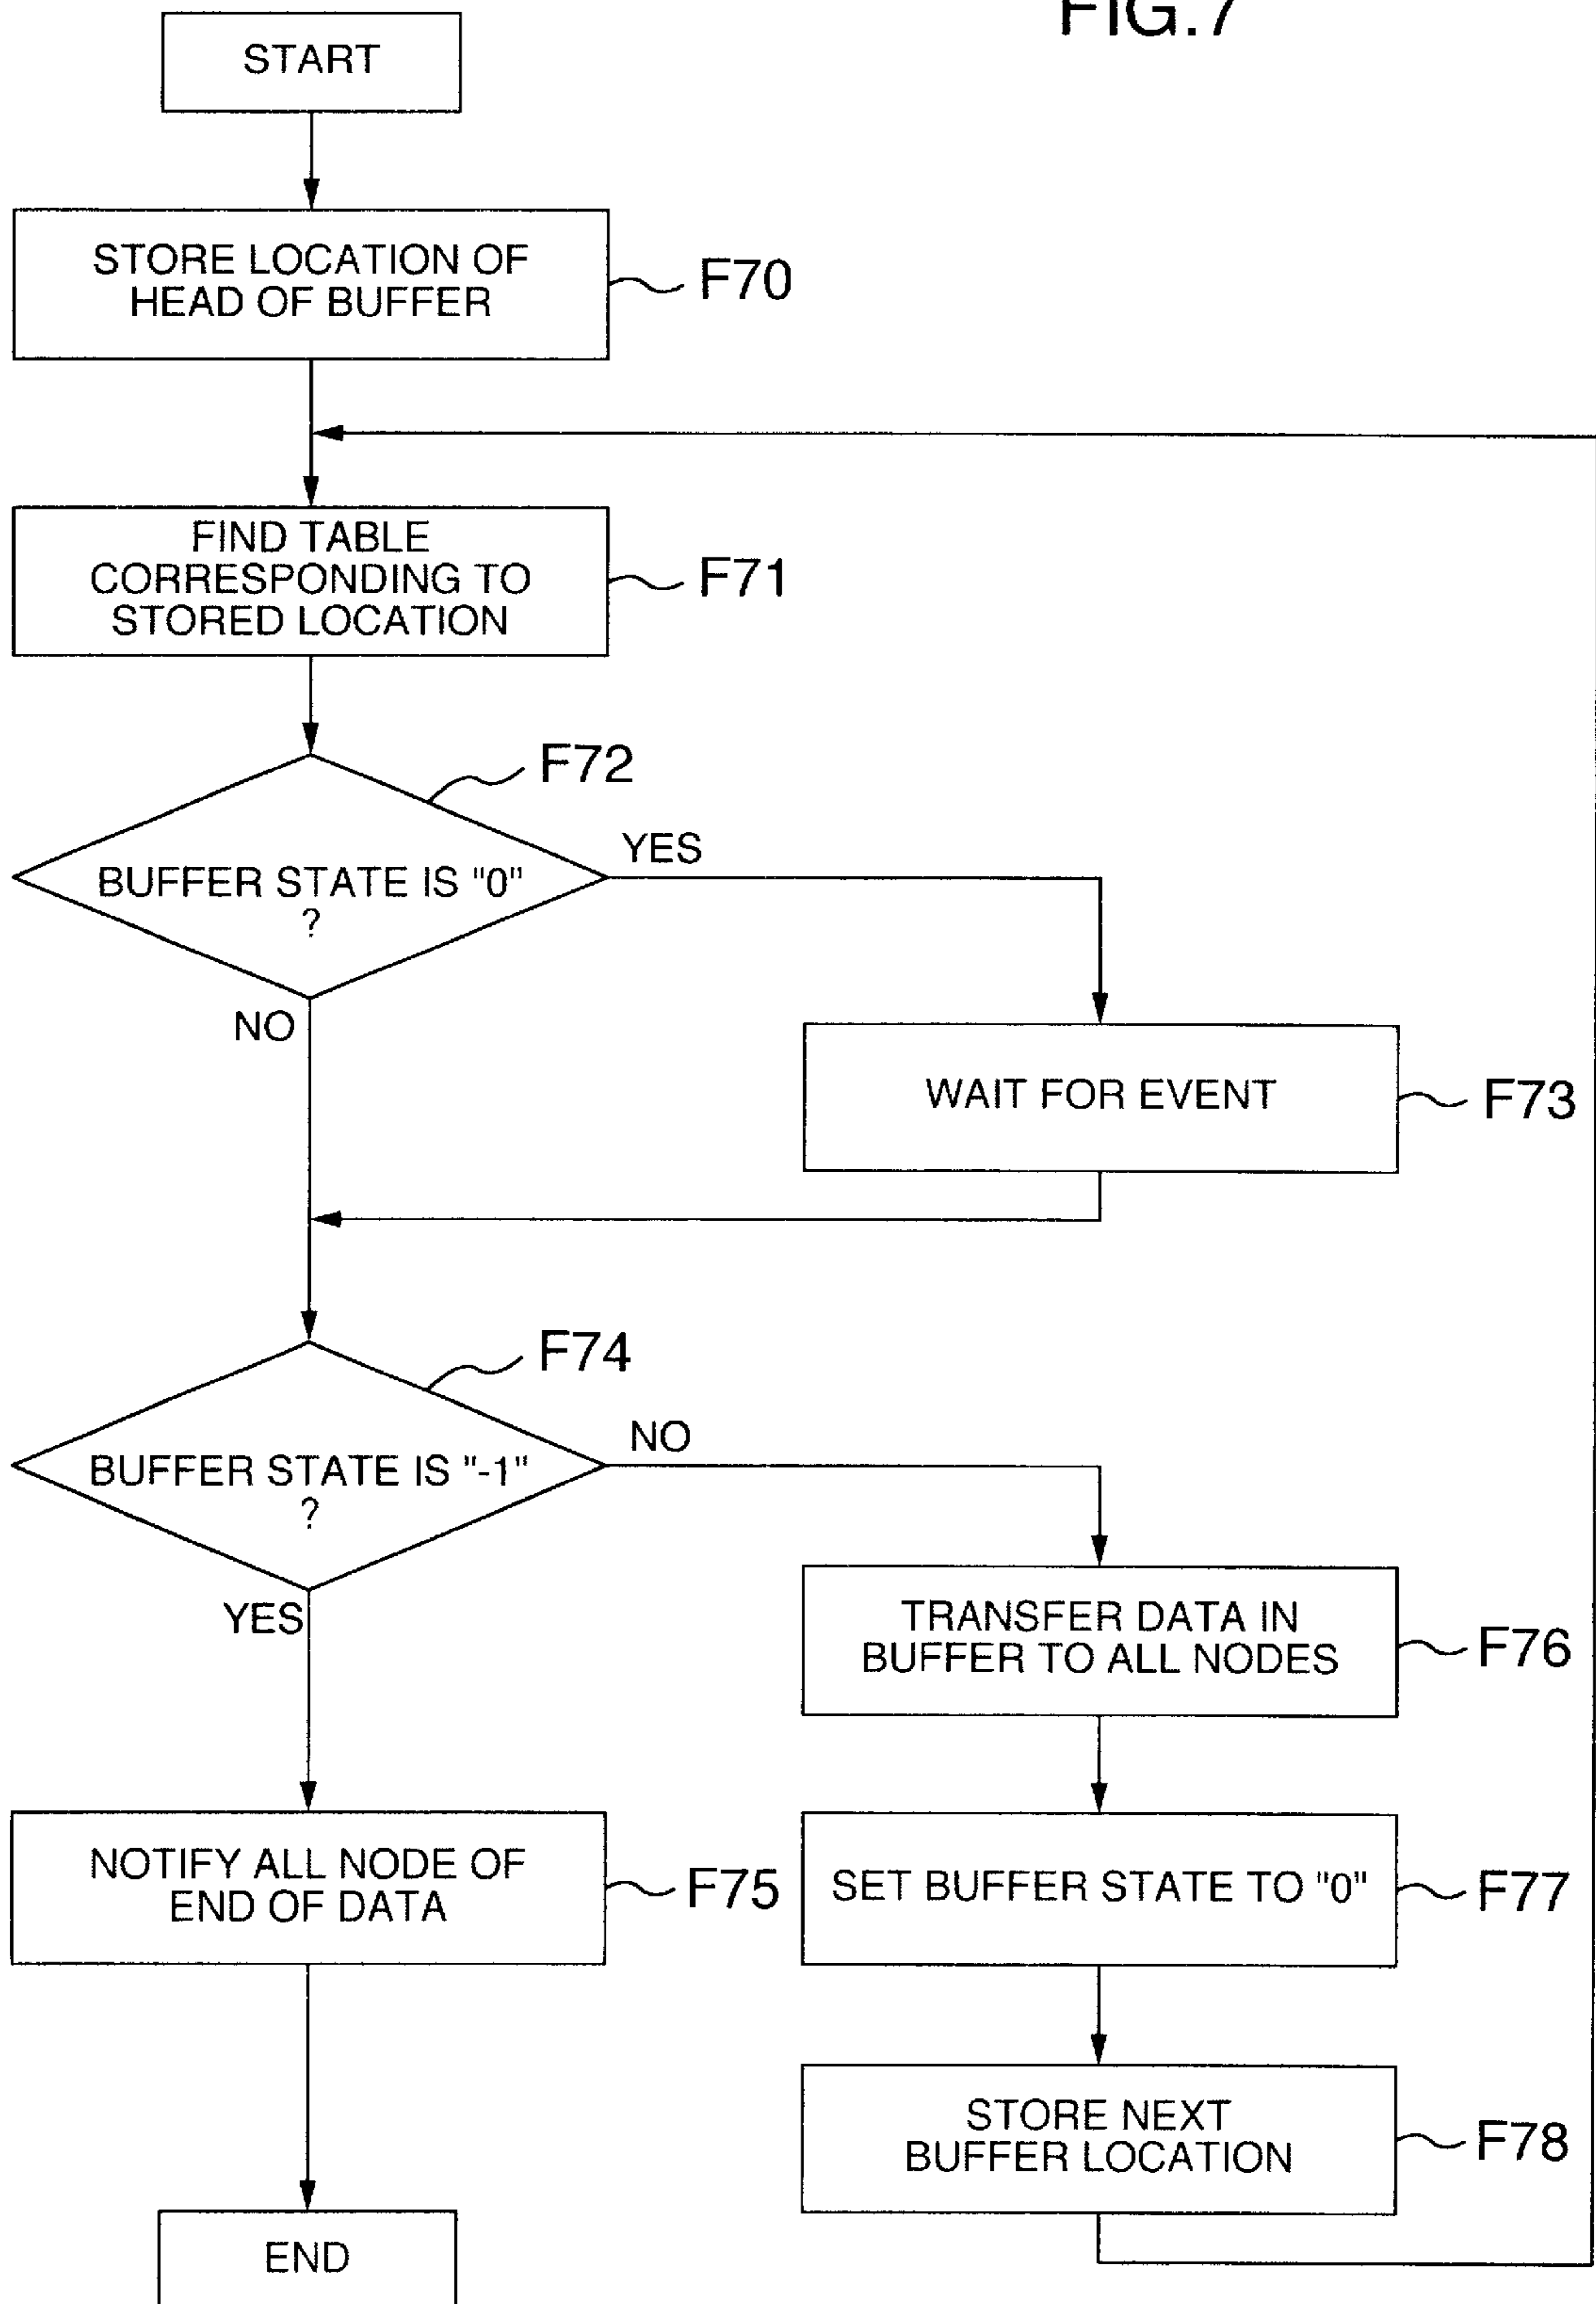 FIG.7
START
STORE LOCATION OF
HEAD OF BUFFER
F70
FIND TABLE
CORRESPONDING TO
STORED LOCATION
F71
F72
BUFFER STATE IS "0"
?
YES
NO
WAIT FOR EVENT
F73
F74
BUFFER STATE IS "-1"
?
NO
YES
TRANSFER DATA IN
BUFFER TO ALL NODES
F76
NOTIFY ALL NODE OF
END OF DATA
F75
SET BUFFER STATE TO "0"
F77
STORE NEXT
BUFFER LOCATION
F78
END